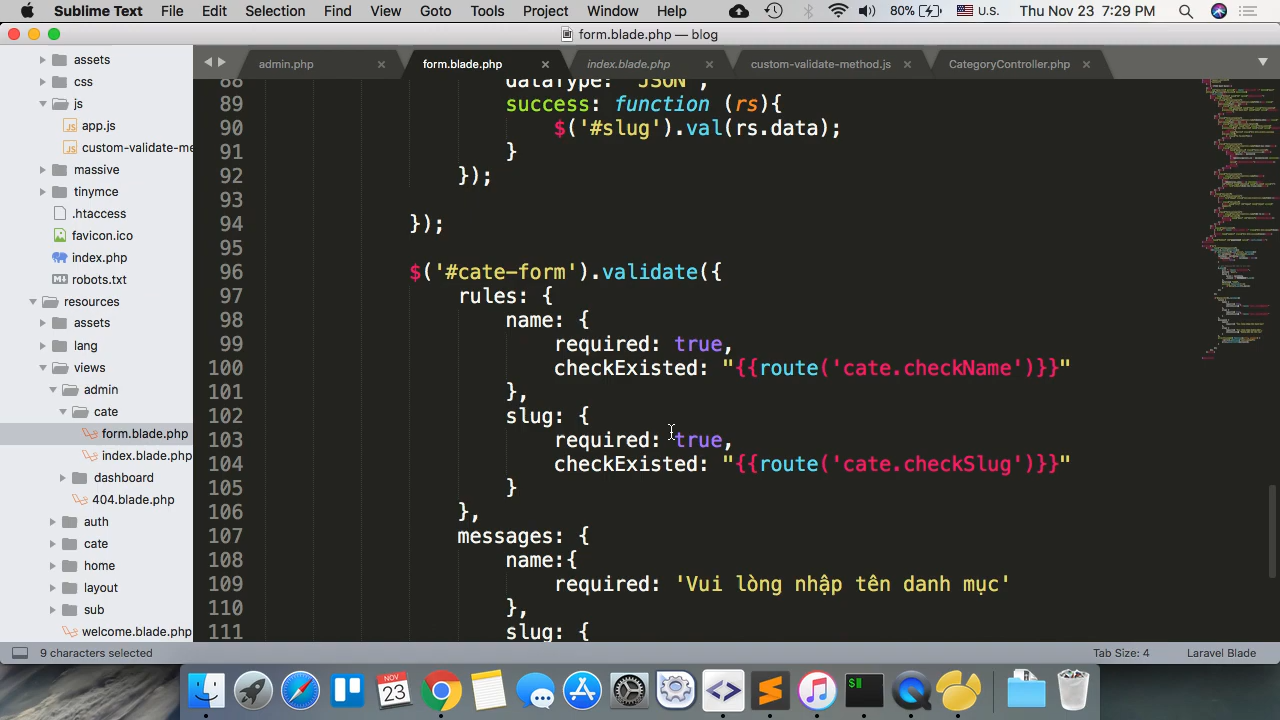 Sublime Text File Edit Selection Find View Goto Tools Project Window Help 80% U.S. Thu Nov 23 7:29 PM
form.blade.php — blog
admin.php form.blade.php index.blade.php custom-validate-method.js CategoryController.php
assets
css
js
app.js
custom-validate-me
massive
tinymce
.htaccess
favicon.ico
index.php
robots.txt
resources
assets
lang
views
admin
cate
form.blade.php
index.blade.php
dashboard
404.blade.php
auth
cate
home
layout
sub
welcome.blade.php
88 dataType: 'JSON',
89 success: function (rs){
90 $('#slug').val(rs.data);
91 }
92 });
93
94 });
95
96 $('#cate-form').validate({
97 rules: {
98 name: {
99 required: true,
100 checkExisted: "{{route('cate.checkName')}}"
101 },
102 slug: {
103 required: true,
104 checkExisted: "{{route('cate.checkSlug')}}"
105 }
106 },
107 messages: {
108 name:{
109 required: 'Vui lòng nhập tên danh mục'
110 },
111 slug: {
9 characters selected Tab Size: 4 Laravel Blade
NOV
23